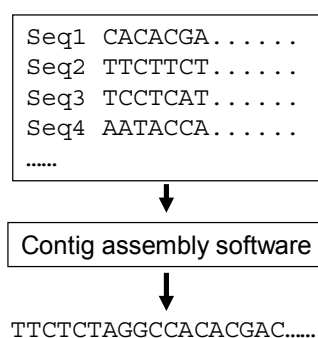 Seq1 CACACGA......
Seq2 TTCTTCT......
Seq3 TCCTCAT......
Seq4 AATACCA......
……
Contig assembly software
TTCTCTAGGCCACACGAC……